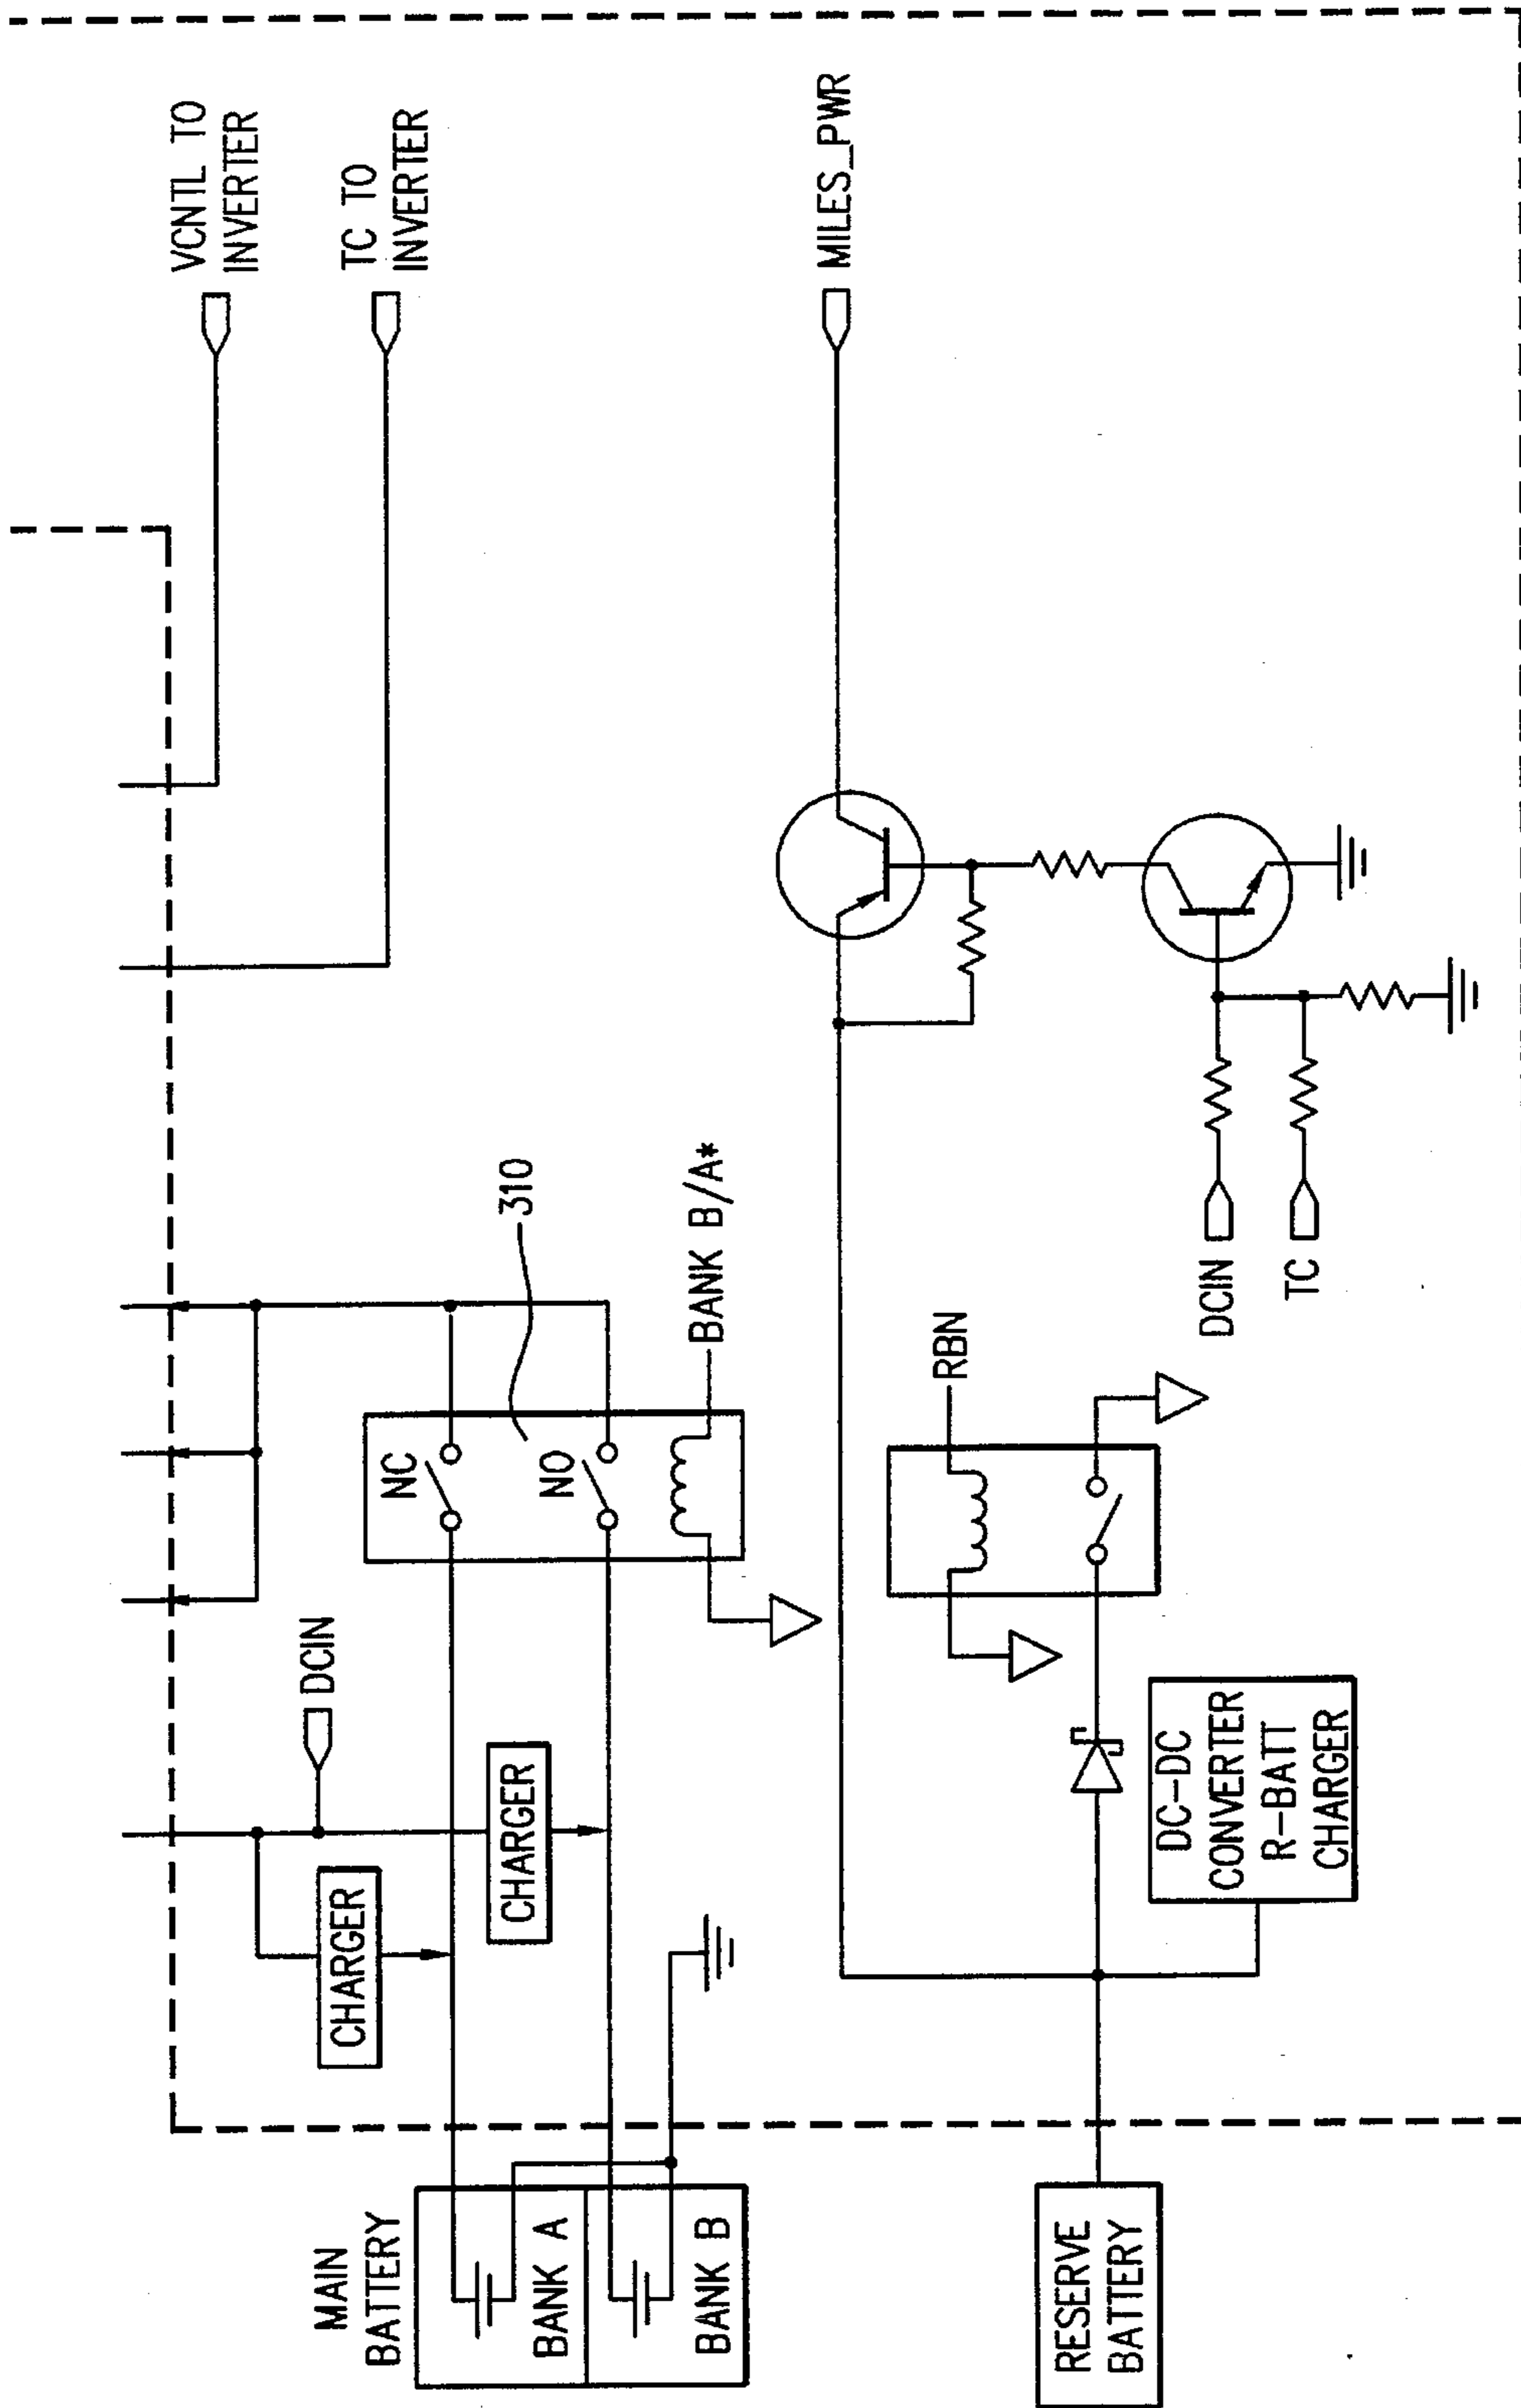 VCNTL TO
INVERTER
TC TO
INVERTER
DCIN
CHARGER
CHARGER
MAIN
BATTERY
BANK A
BANK B
NC
NO
310
BANK B/A*
MILES_PWR
RBN
DCIN
TC
DC-DC
CONVERTER
R-BATT
CHARGER
RESERVE
BATTERY